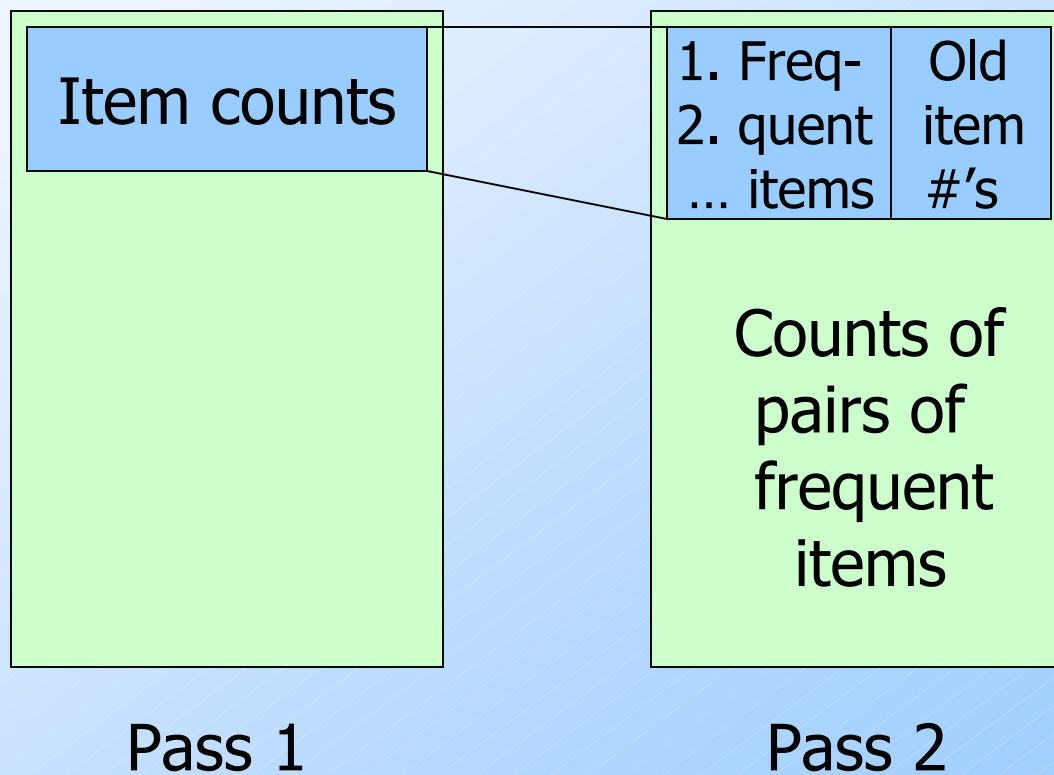 Item counts
1. Freq-
2. quent
… items
Old
item
#’s
Counts of
pairs of
frequent
items
Pass 1
Pass 2